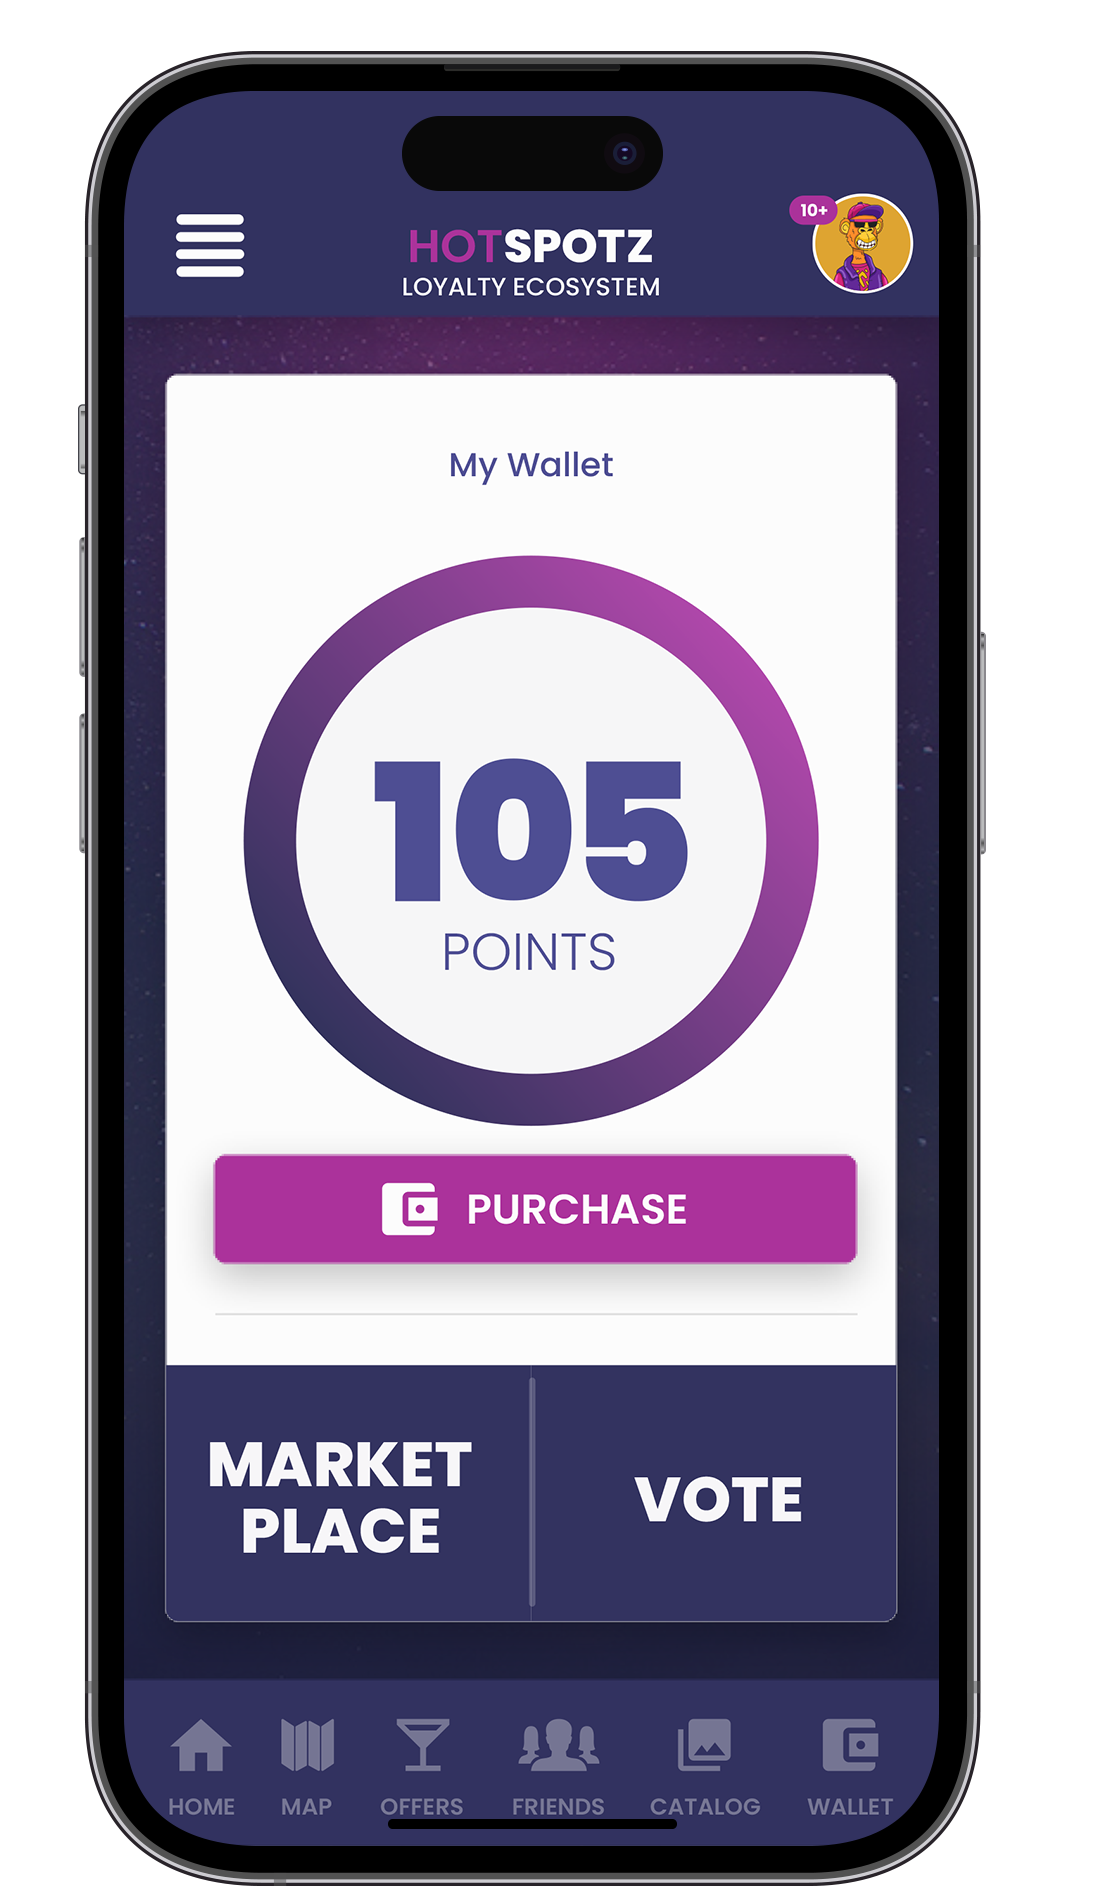 10+
HOTSPOTZ
LOYALTY ECOSYSTEM
My Wallet
105
POINTS
PURCHASE
MARKET
PLACE
VOTE
HOME MAP OFFERS FRIENDS CATALOG WALLET